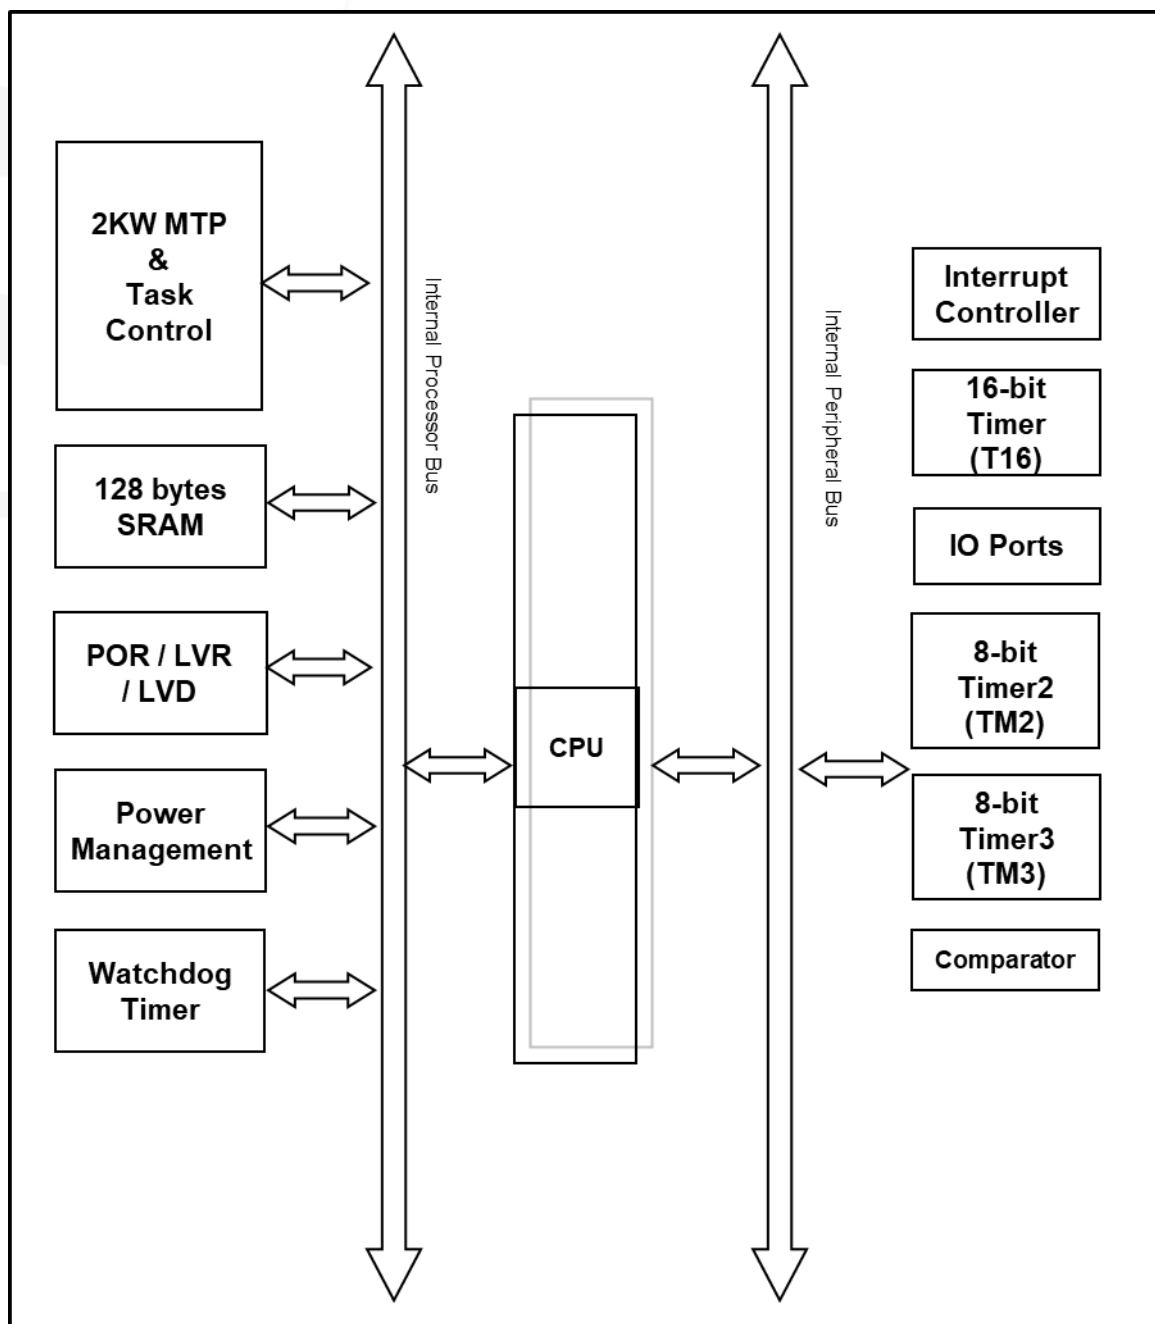 2KW MTP
&
Task
Control
128 bytes
SRAM
POR / LVR
/ LVD
Power
Management
Watchdog
Timer
Internal Processor Bus
CPU
Internal Peripheral Bus
Interrupt
Controller
16-bit
Timer
(T16)
IO Ports
8-bit
Timer2
(TM2)
8-bit
Timer3
(TM3)
Comparator